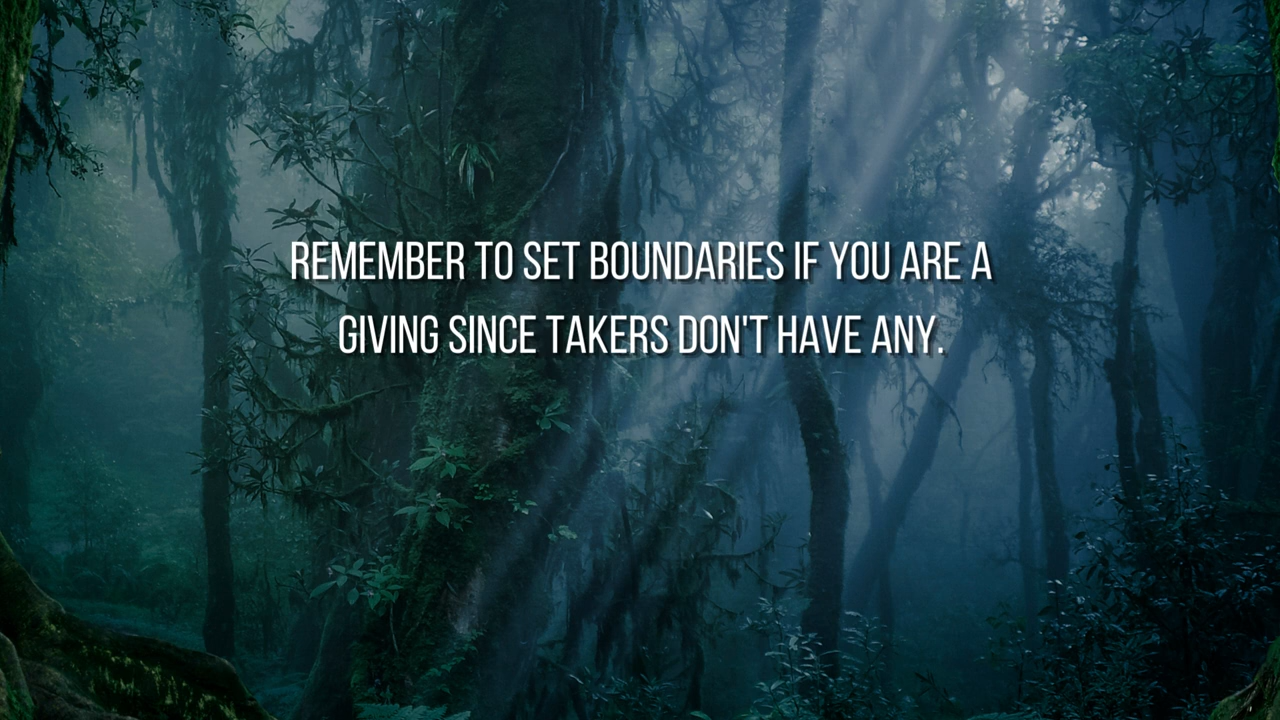 REMEMBER TO SET BOUNDARIES IF YOU ARE A
GIVING SINCE TAKERS DON'T HAVE ANY.